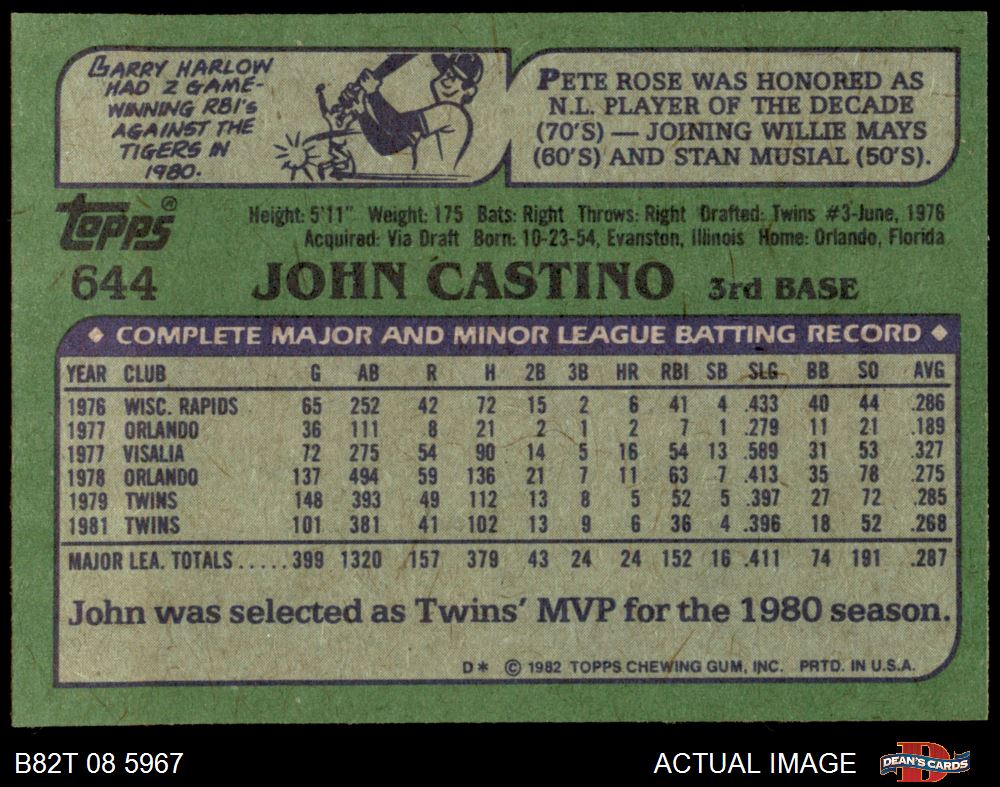 LARRY HARLOW
HAD 2 GAME-
WINNING RBI's
AGAINST THE
TIGERS IN
1980.
PETE ROSE WAS HONORED AS
N.L. PLAYER OF THE DECADE
(70'S) — JOINING WILLIE MAYS
(60'S) AND STAN MUSIAL (50'S).
topps®
Height: 5'11" Weight: 175 Bats: Right Throws: Right Drafted: Twins #3-June, 1976
Acquired: Via Draft Born: 10-23-54, Evanston, Illinois Home: Orlando, Florida
644 JOHN CASTINO 3rd BASE
◆ COMPLETE MAJOR AND MINOR LEAGUE BATTING RECORD ◆
YEAR CLUB G AB R H 2B 3B HR RBI SB SLG BB SO AVG
1976 WISC. RAPIDS 65 252 42 72 15 2 6 41 4 .433 40 44 .286
1977 ORLANDO 36 111 8 21 2 1 2 7 1 .279 11 21 .189
1977 VISALIA 72 275 54 90 14 5 16 54 13 .589 31 53 .327
1978 ORLANDO 137 494 59 136 21 7 11 63 7 .413 35 78 .275
1979 TWINS 148 393 49 112 13 8 5 52 5 .397 27 72 .285
1981 TWINS 101 381 41 102 13 9 6 36 4 .396 18 52 .268
MAJOR LEA. TOTALS.....399 1320 157 379 43 24 24 152 16 .411 74 191 .287
John was selected as Twins' MVP for the 1980 season.
D* © 1982 TOPPS CHEWING GUM, INC. PRTD. IN U.S.A.
B82T 08 5967 ACTUAL IMAGE DEAN'S CARDS